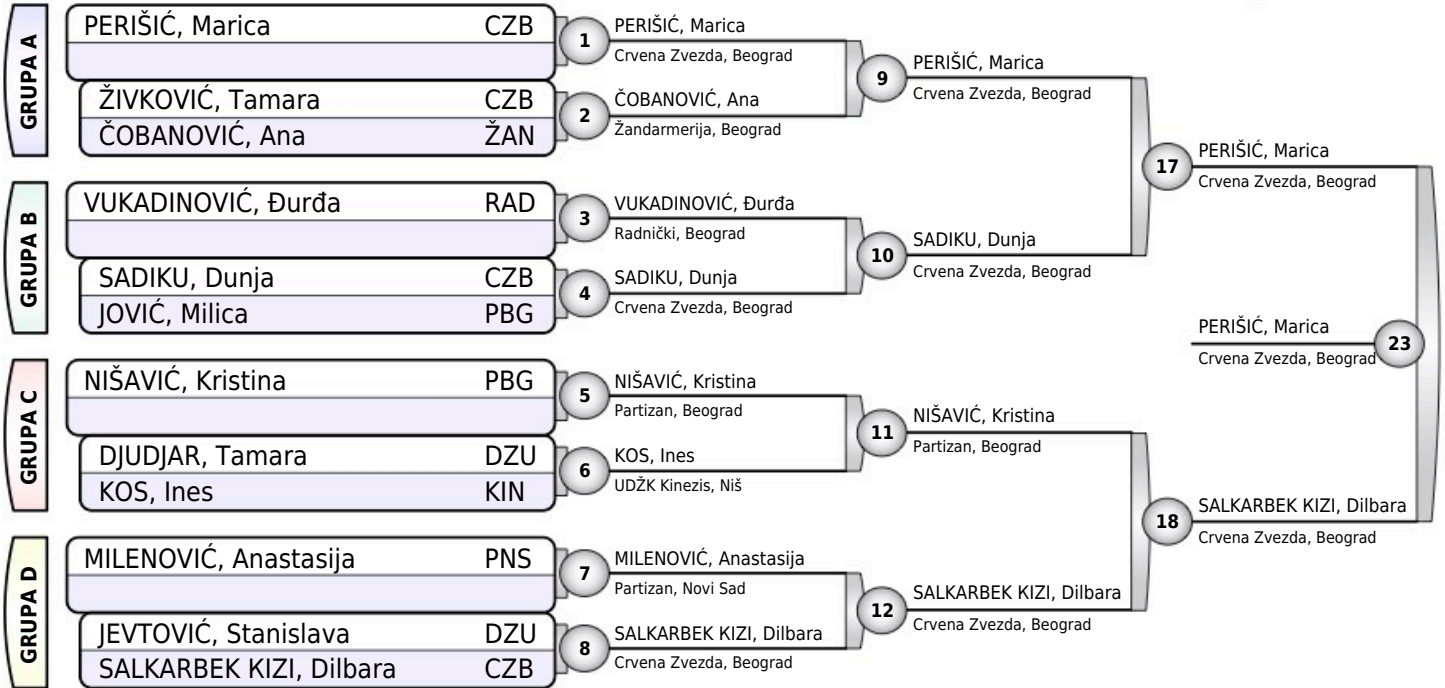 GRUPA A
PERIŠIĆ, Marica CZB
ŽIVKOVIĆ, Tamara CZB
ČOBANOVIĆ, Ana ŽAN
GRUPA B
VUKADINOVIĆ, Đurđa RAD
SADIKU, Dunja CZB
JOVIĆ, Milica PBG
GRUPA C
NIŠAVIĆ, Kristina PBG
DJUDJAR, Tamara DZU
KOS, Ines KIN
GRUPA D
MILENOVIĆ, Anastasija PNS
JEVTOVIĆ, Stanislava DZU
SALKARBEK KIZI, Dilbara CZB
1
PERIŠIĆ, Marica
Crvena Zvezda, Beograd
2
ČOBANOVIĆ, Ana
Žandarmerija, Beograd
3
VUKADINOVIĆ, Đurđa
Radnički, Beograd
4
SADIKU, Dunja
Crvena Zvezda, Beograd
5
NIŠAVIĆ, Kristina
Partizan, Beograd
6
KOS, Ines
UDŽK Kinezis, Niš
7
MILENOVIĆ, Anastasija
Partizan, Novi Sad
8
SALKARBEK KIZI, Dilbara
Crvena Zvezda, Beograd
9
PERIŠIĆ, Marica
Crvena Zvezda, Beograd
10
SADIKU, Dunja
Crvena Zvezda, Beograd
11
NIŠAVIĆ, Kristina
Partizan, Beograd
12
SALKARBEK KIZI, Dilbara
Crvena Zvezda, Beograd
17
PERIŠIĆ, Marica
Crvena Zvezda, Beograd
18
SALKARBEK KIZI, Dilbara
Crvena Zvezda, Beograd
PERIŠIĆ, Marica
Crvena Zvezda, Beograd
23